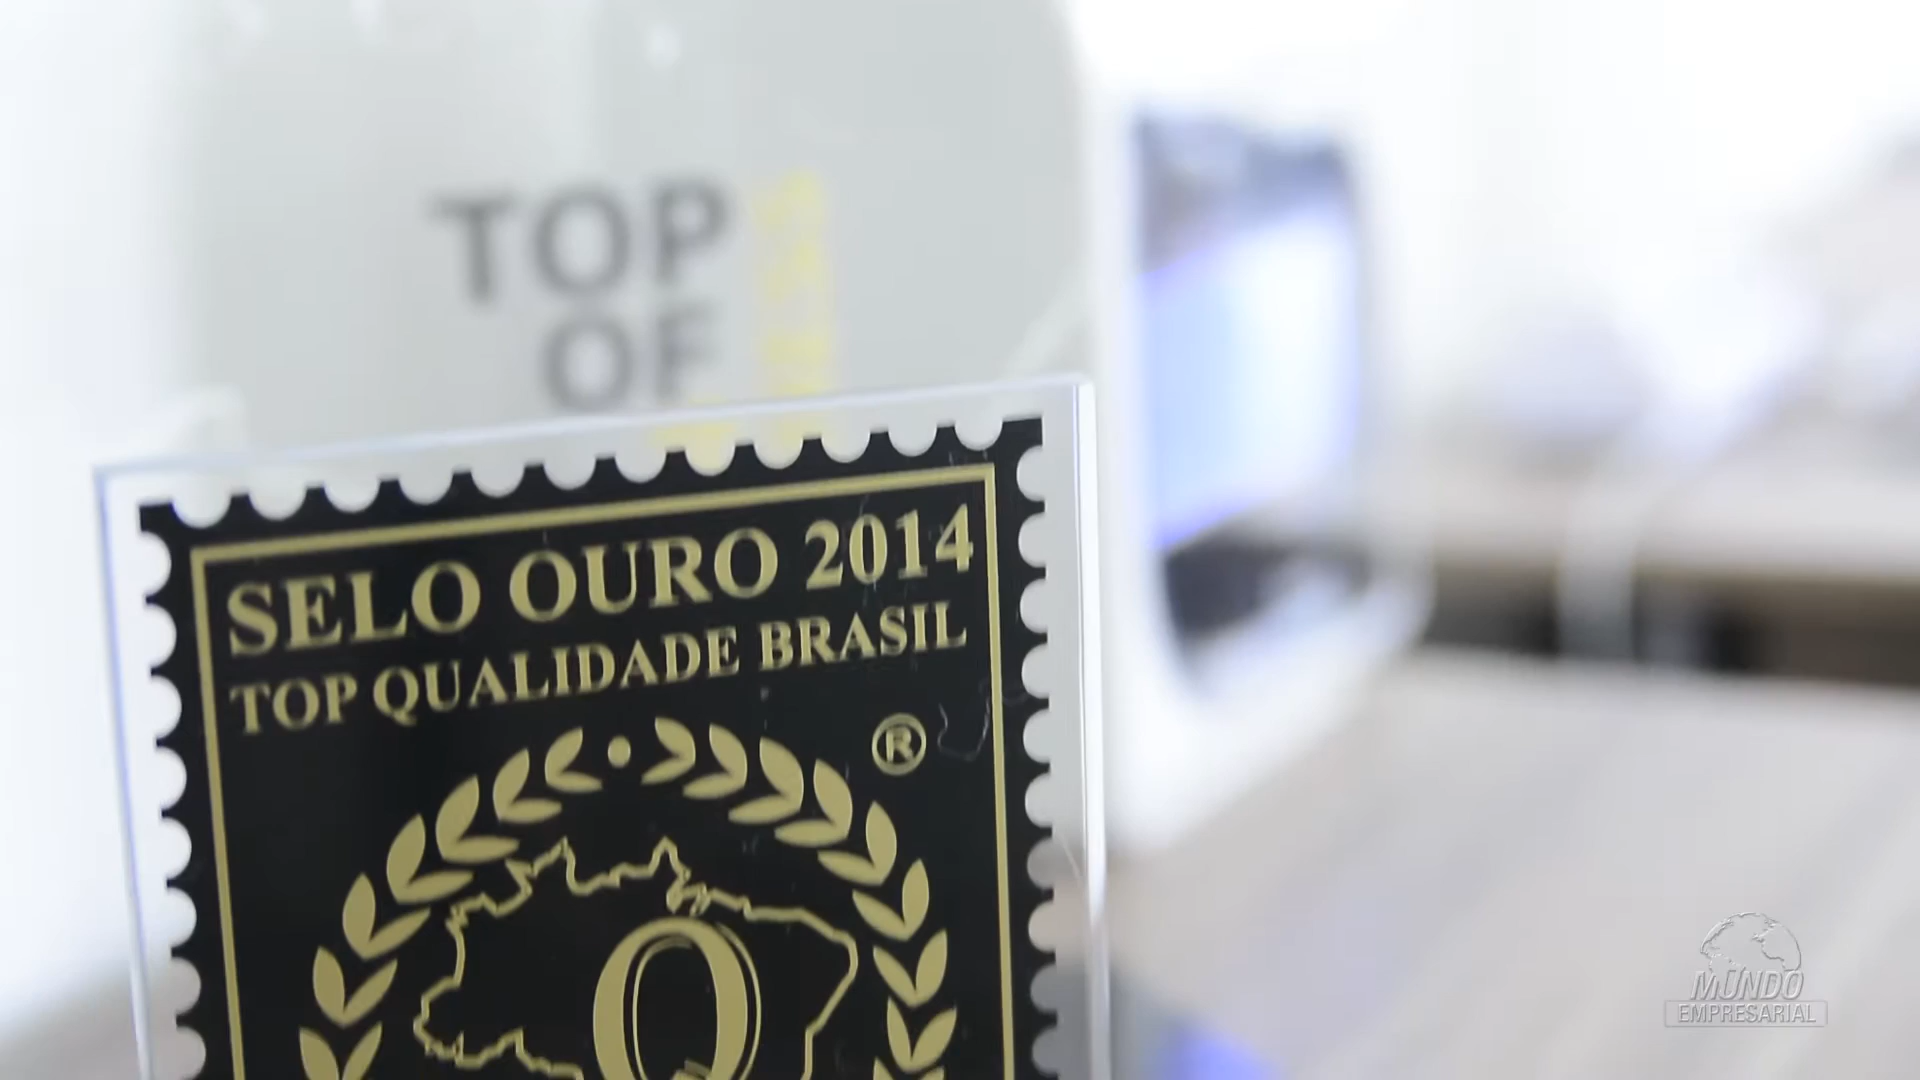 TOP
OF
SELO OURO 2014
TOP QUALIDADE BRASIL
®
Q
MUNDO
EMPRESARIAL